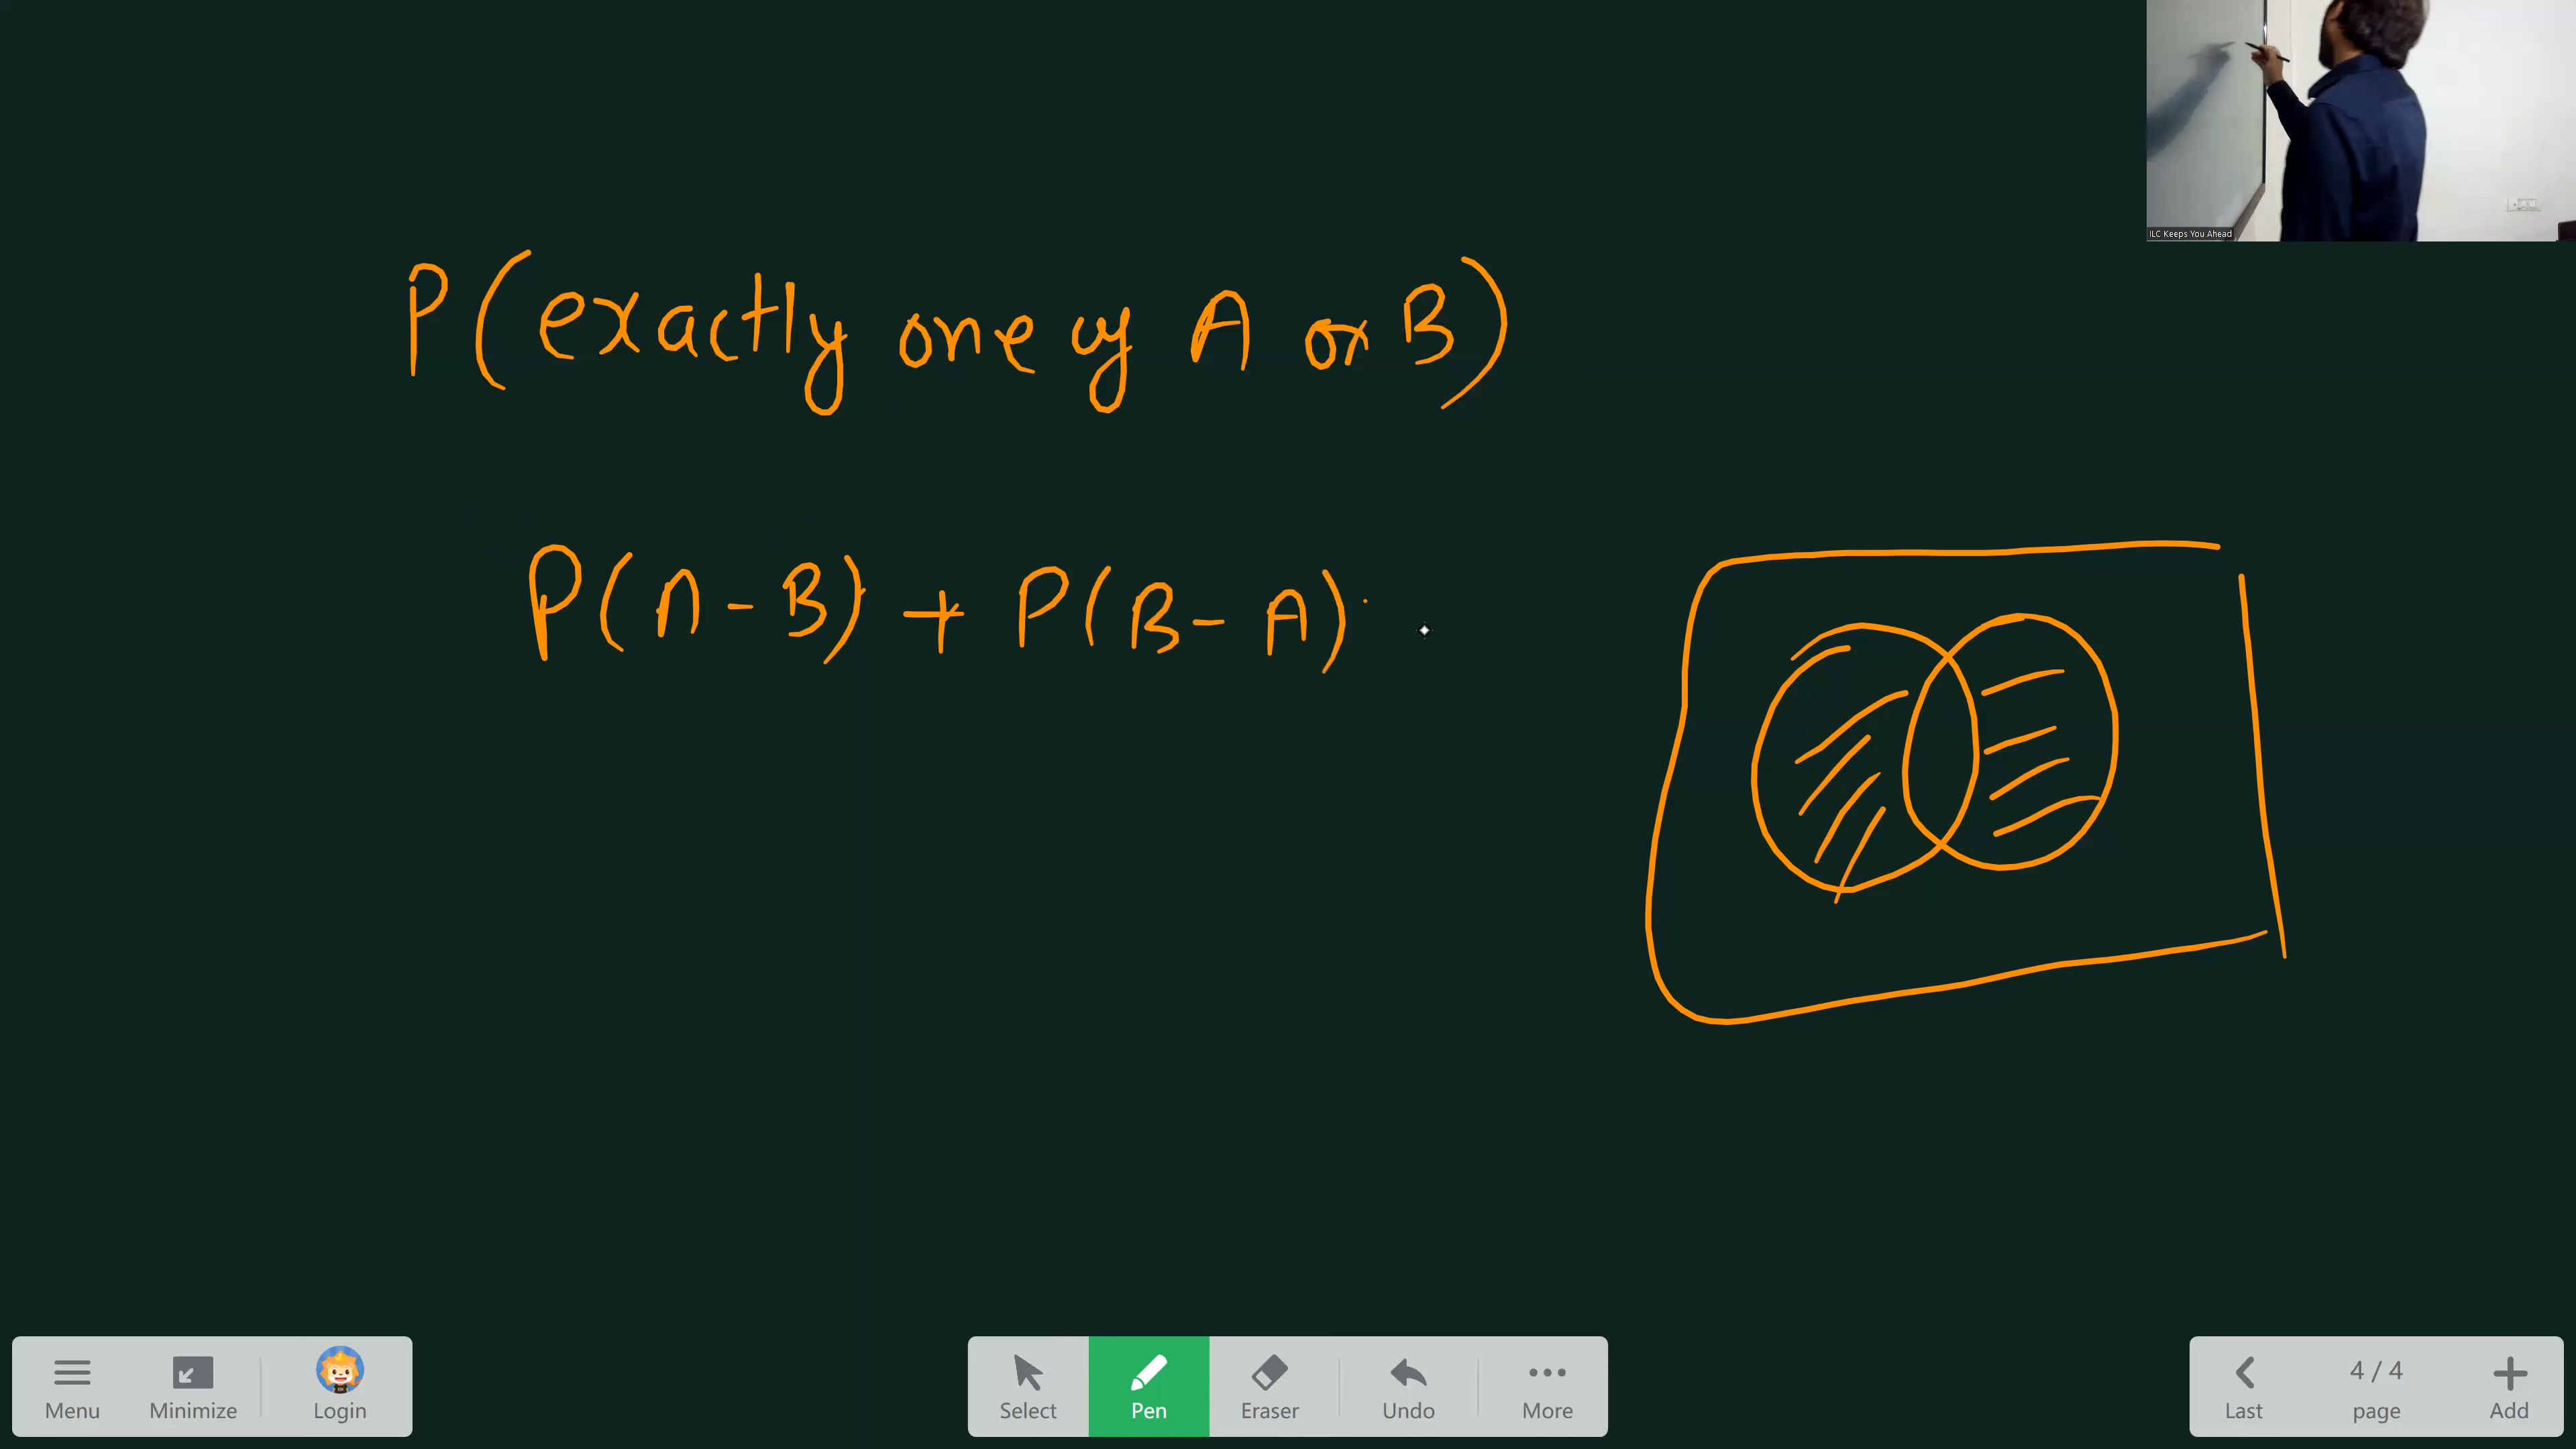 ILC Keeps You Ahead
P(exactly one of A or B)
P(A - B) + P(B - A)
Menu
Minimize
Login
Select
Pen
Eraser
Undo
More
Last
4 / 4
page
Add